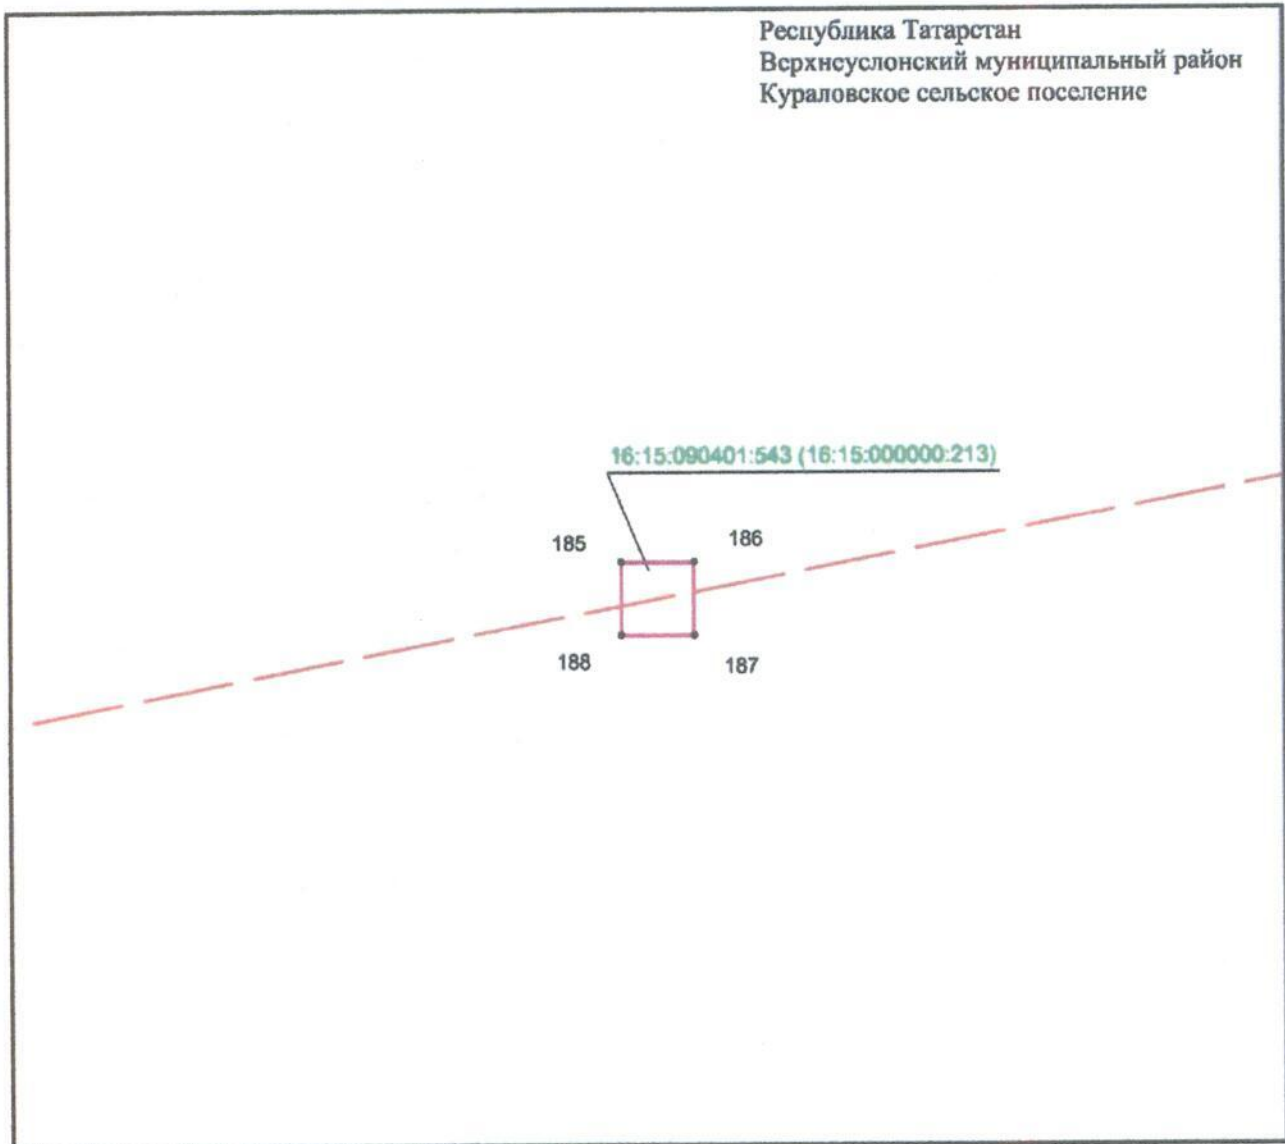 Республика Татарстан
Верхнеуслонский муниципальный район
Кураловское сельское поселение
16:15:090401:543 (16:15:000000:213)
185
186
188
187